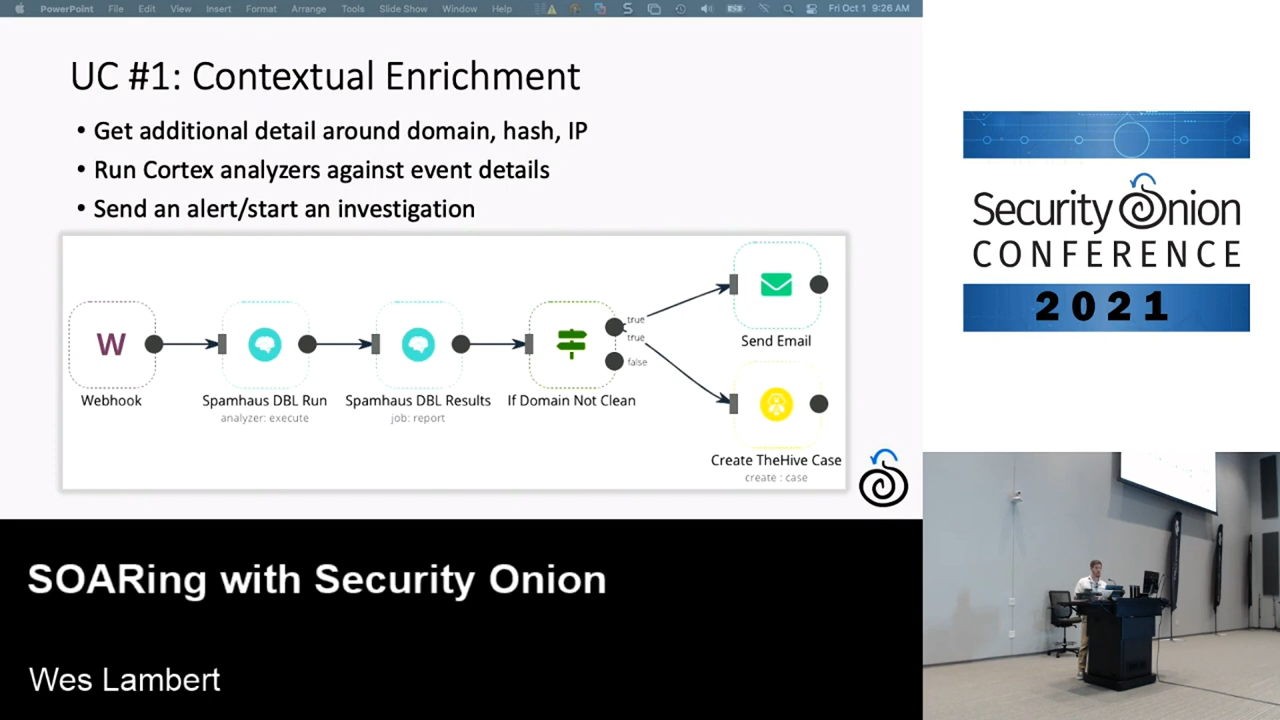 PowerPoint File Edit View Insert Format Arrange Tools Slide Show Window Help Fri Oct 1 9:26 AM
UC #1: Contextual Enrichment
• Get additional detail around domain, hash, IP
• Run Cortex analyzers against event details
• Send an alert/start an investigation
W
Webhook
Spamhaus DBL Run
analyzer: execute
Spamhaus DBL Results
job: report
If Domain Not Clean
true
true
false
Send Email
Create TheHive Case
create : case
Security Onion
CONFERENCE
2021
SOARing with Security Onion
Wes Lambert